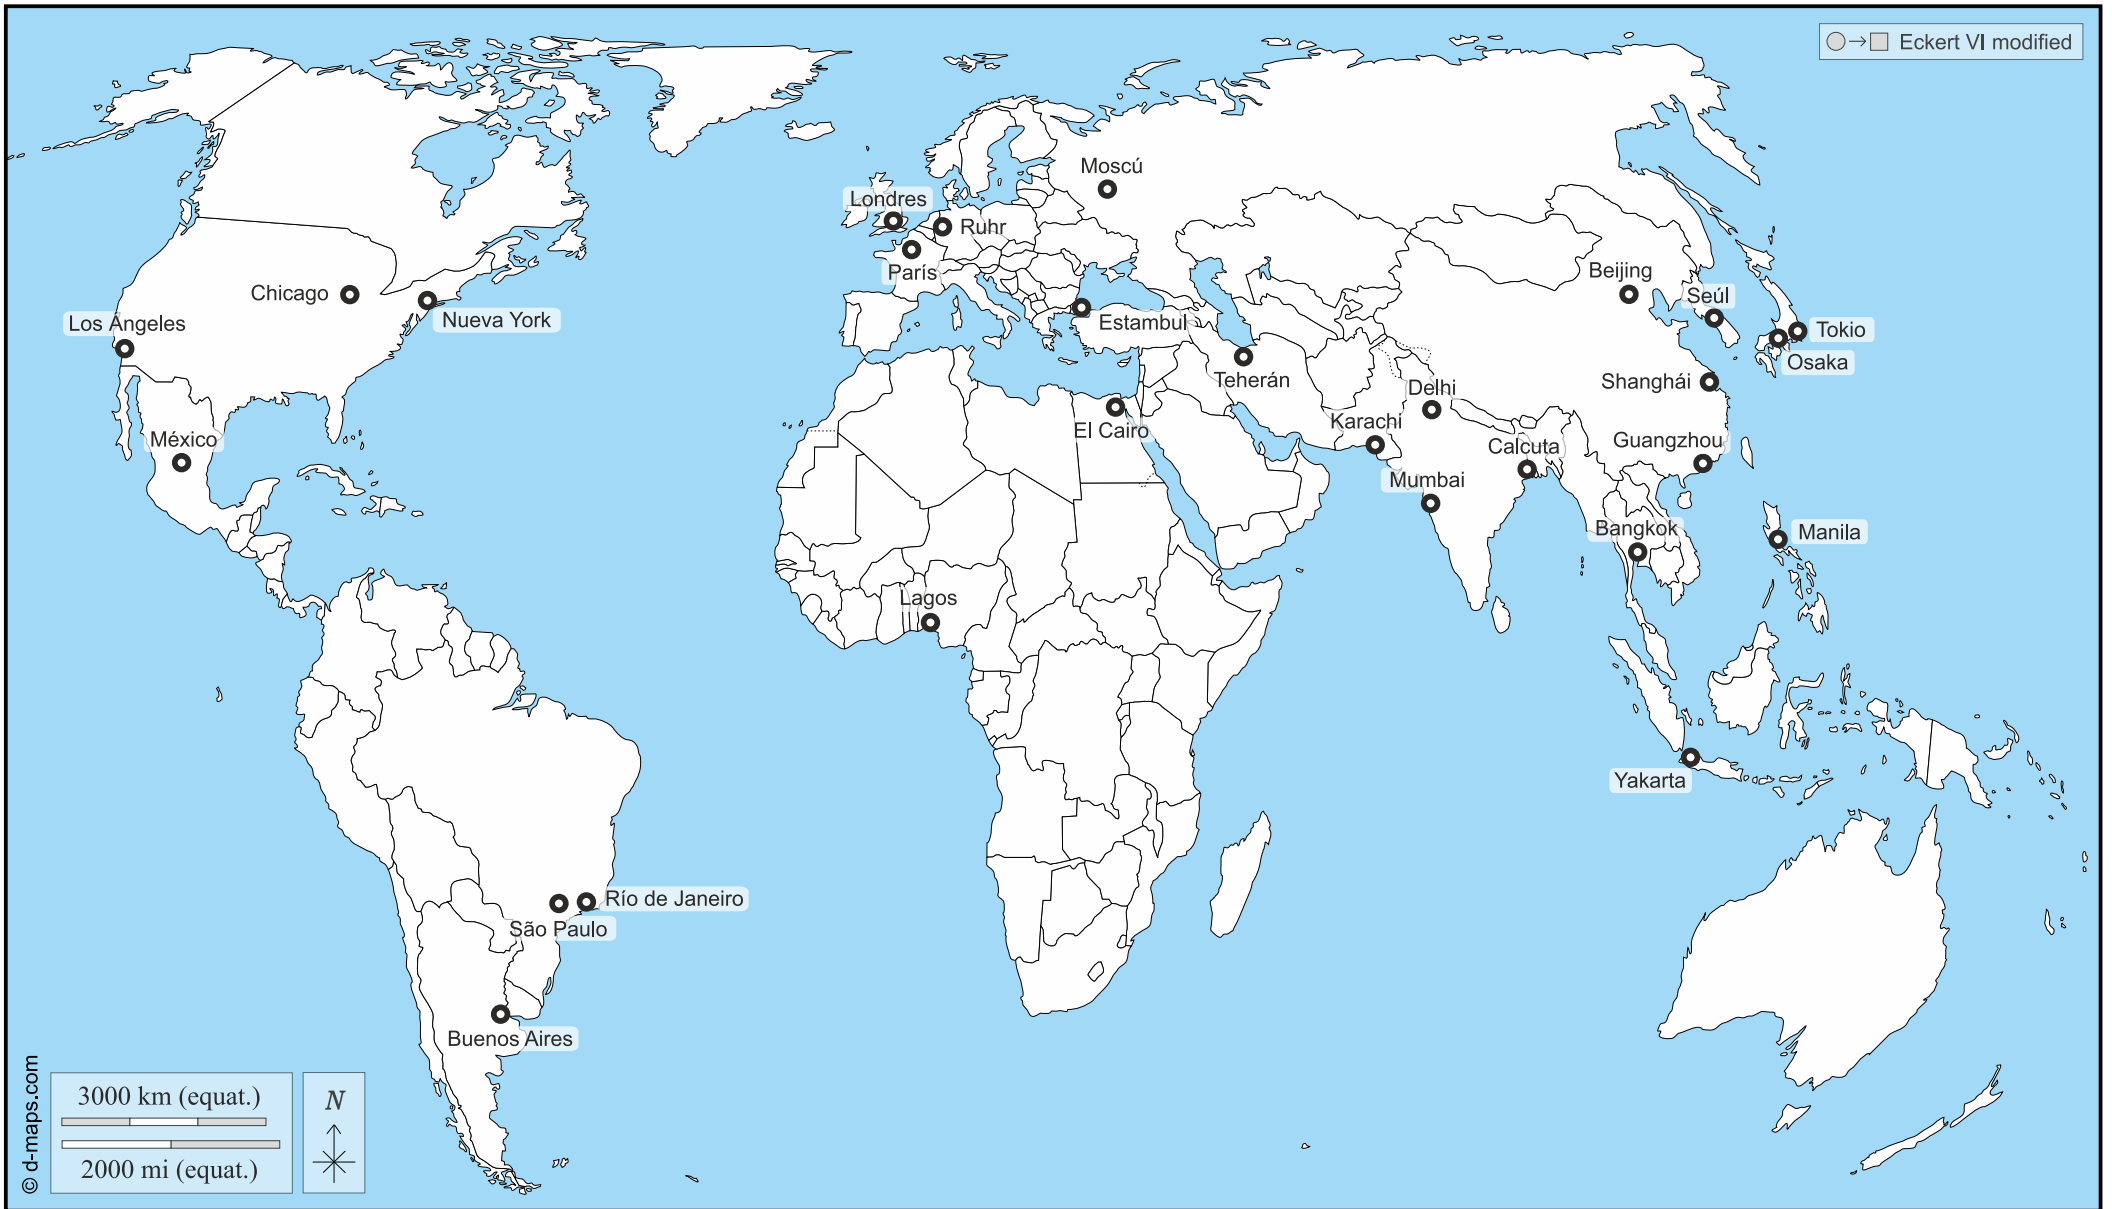 Eckert VI modified
Moscú
Londres
Ruhr
París
Chicago
Nueva York
Los Ángeles
Estambul
Beijing
Seúl
Tokio
Osaka
Teherán
Shanghái
Delhi
El Cairo
Karachi
México
Calcuta
Guangzhou
Mumbai
Bangkok
Manila
Lagos
Yakarta
Río de Janeiro
São Paulo
Buenos Aires
3000 km (equat.)
2000 mi (equat.)
N
© d-maps.com